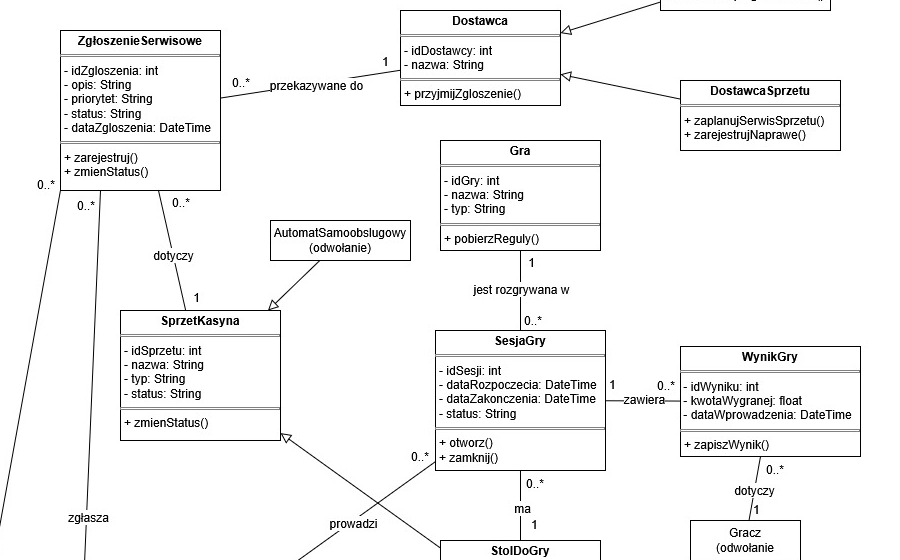 Dostawca
- idDostawcy: int
- nazwa: String
+ przyjmijZgloszenie()
ZgłoszenieSerwisowe
- idZgloszenia: int
- opis: String
- priorytet: String
- status: String
- dataZgloszenia: DateTime
+ zarejestruj()
+ zmienStatus()
0..*
przekazywane do
1
DostawcaSprzetu
+ zaplanujSerwisSprzetu()
+ zarejestrujNaprawe()
Gra
- idGry: int
- nazwa: String
- typ: String
+ pobierzReguly()
0..*
0..*
0..*
dotyczy
1
AutomatSamoobslugowy
(odwołanie)
1
jest rozgrywana w
0..*
SprzetKasyna
- idSprzetu: int
- nazwa: String
- typ: String
- status: String
+ zmienStatus()
SesjaGry
- idSesji: int
- dataRozpoczecia: DateTime
- dataZakonczenia: DateTime
- status: String
+ otworz()
+ zamknij()
1
zawiera
0..*
WynikGry
- idWyniku: int
- kwotaWygranej: float
- dataWprowadzenia: DateTime
+ zapiszWynik()
0..*
prowadzi
zgłasza
0..*
ma
1
0..*
dotyczy
1
StolDoGry
Gracz
(odwołanie